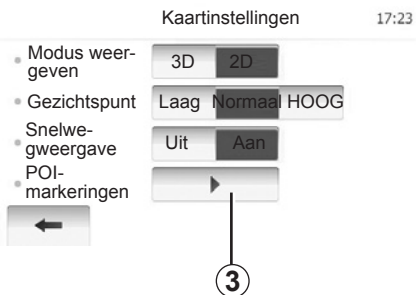 Kaartinstellingen 17:23
Modus weer-
geven 3D 2D
Gezichtspunt Laag Normaal HOOG
Snelwe-
gweergave Uit Aan
POI-
markeringen
3